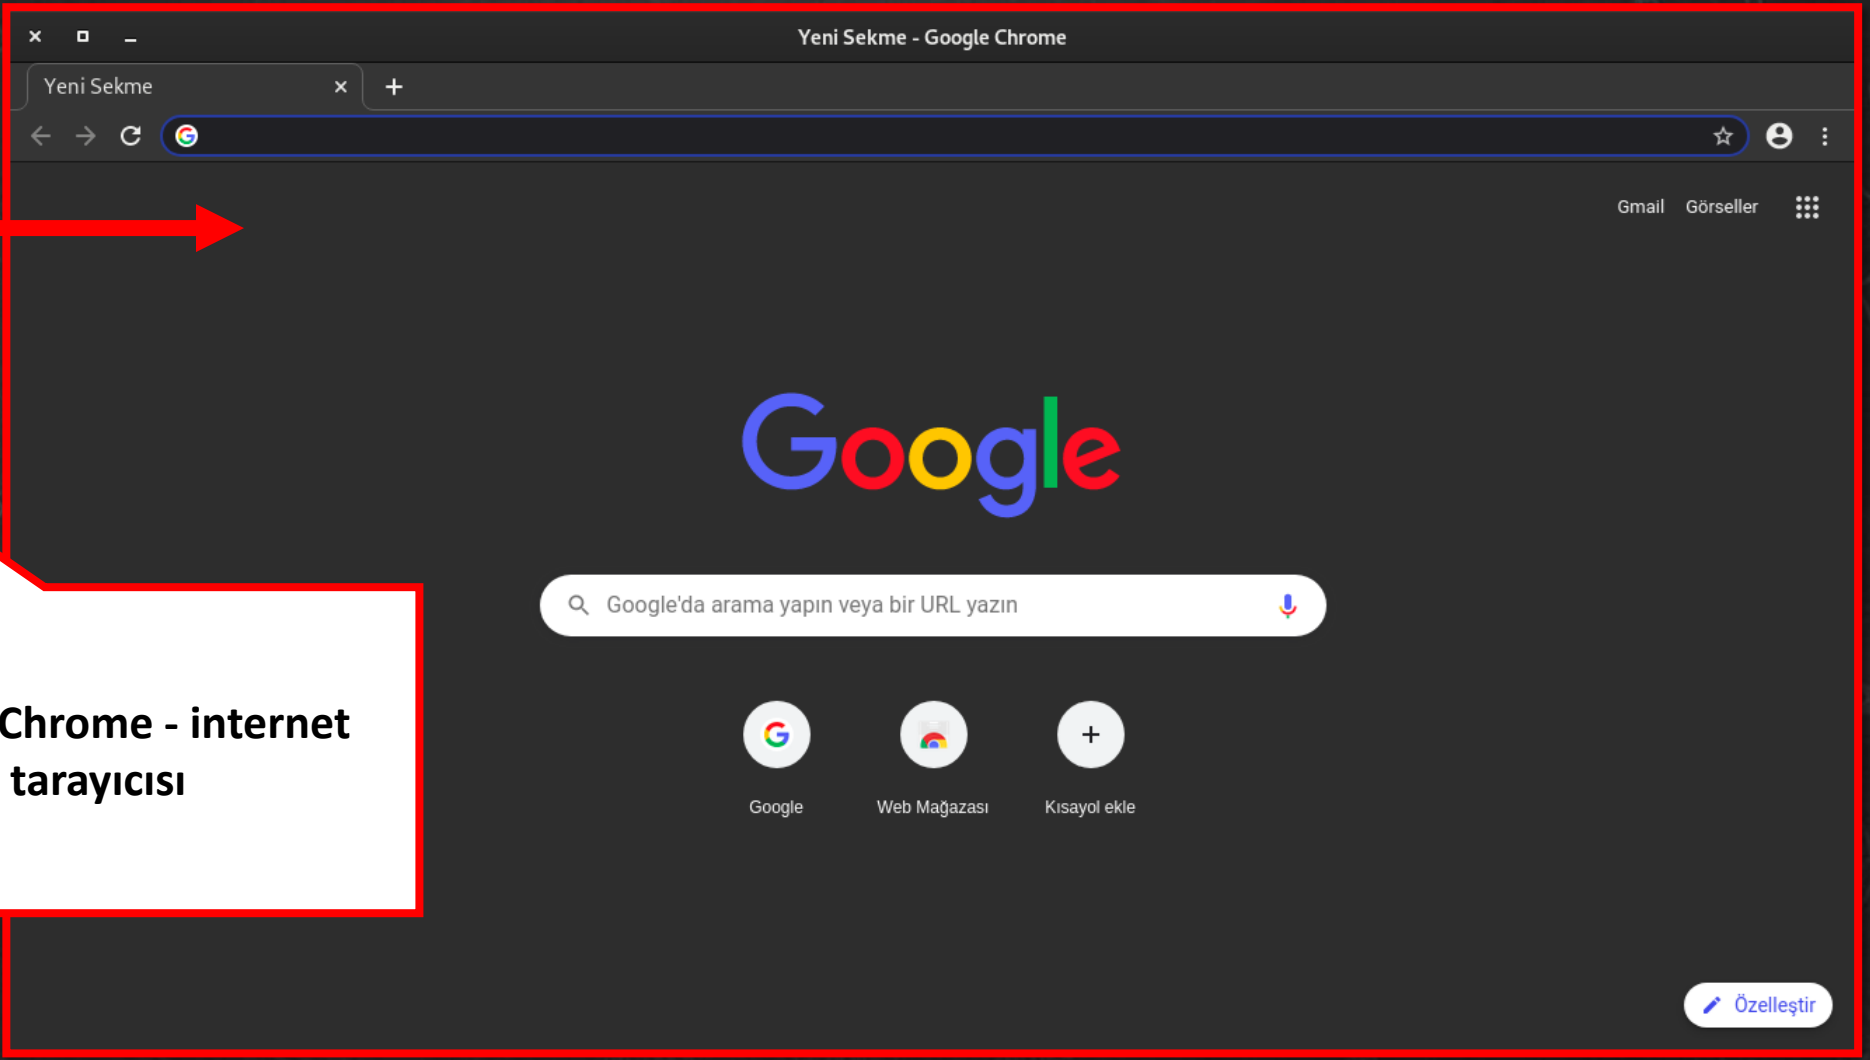 Yeni Sekme - Google Chrome
Yeni Sekme
Gmail Görseller
Google
Google'da arama yapın veya bir URL yazın
Chrome - internet
tarayıcısı
Google Web Mağazası Kısayol ekle
Özelleştir